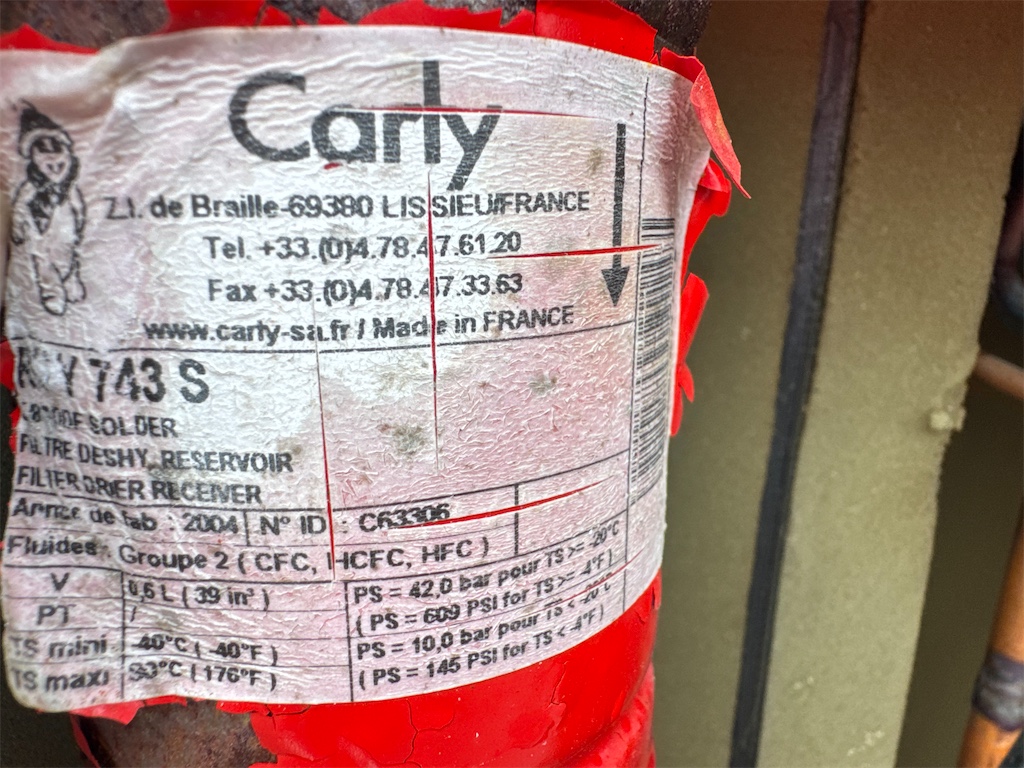 Carly
Z.I. de Braille-69380 LISSIEU/FRANCE
Tel. +33.(0)4.78.47.61.20
Fax +33.(0)4.78.47.33.63
www.carly-sa.fr / Made in FRANCE
743 S
SOLDER
FILTRE DESHY. RESERVOIR
FILTER DRIER RECEIVER
Annee de fab : 2004 N° ID : C63306
Fluides : Groupe 2 ( CFC, HCFC, HFC )
V 0,6 L ( 39 in³ ) PS = 42,0 bar pour TS >= -20°C
PT / ( PS = 609 PSI for TS >= -4°F )
TS mini -40°C ( -40°F ) PS = 10,0 bar pour TS < -20°C
TS maxi ( 176°F ) ( PS = 145 PSI for TS < -4°F )